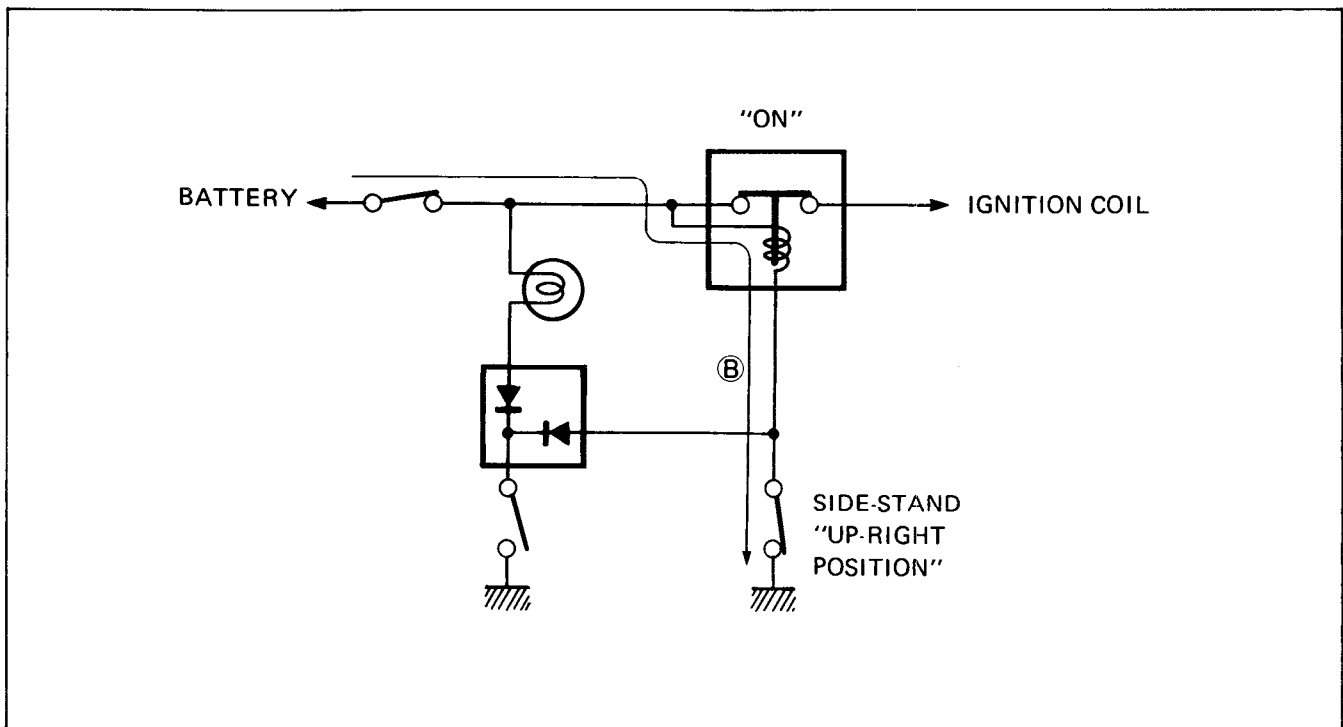 "ON"
BATTERY
IGNITION COIL
B
SIDE-STAND
"UP-RIGHT
POSITION"